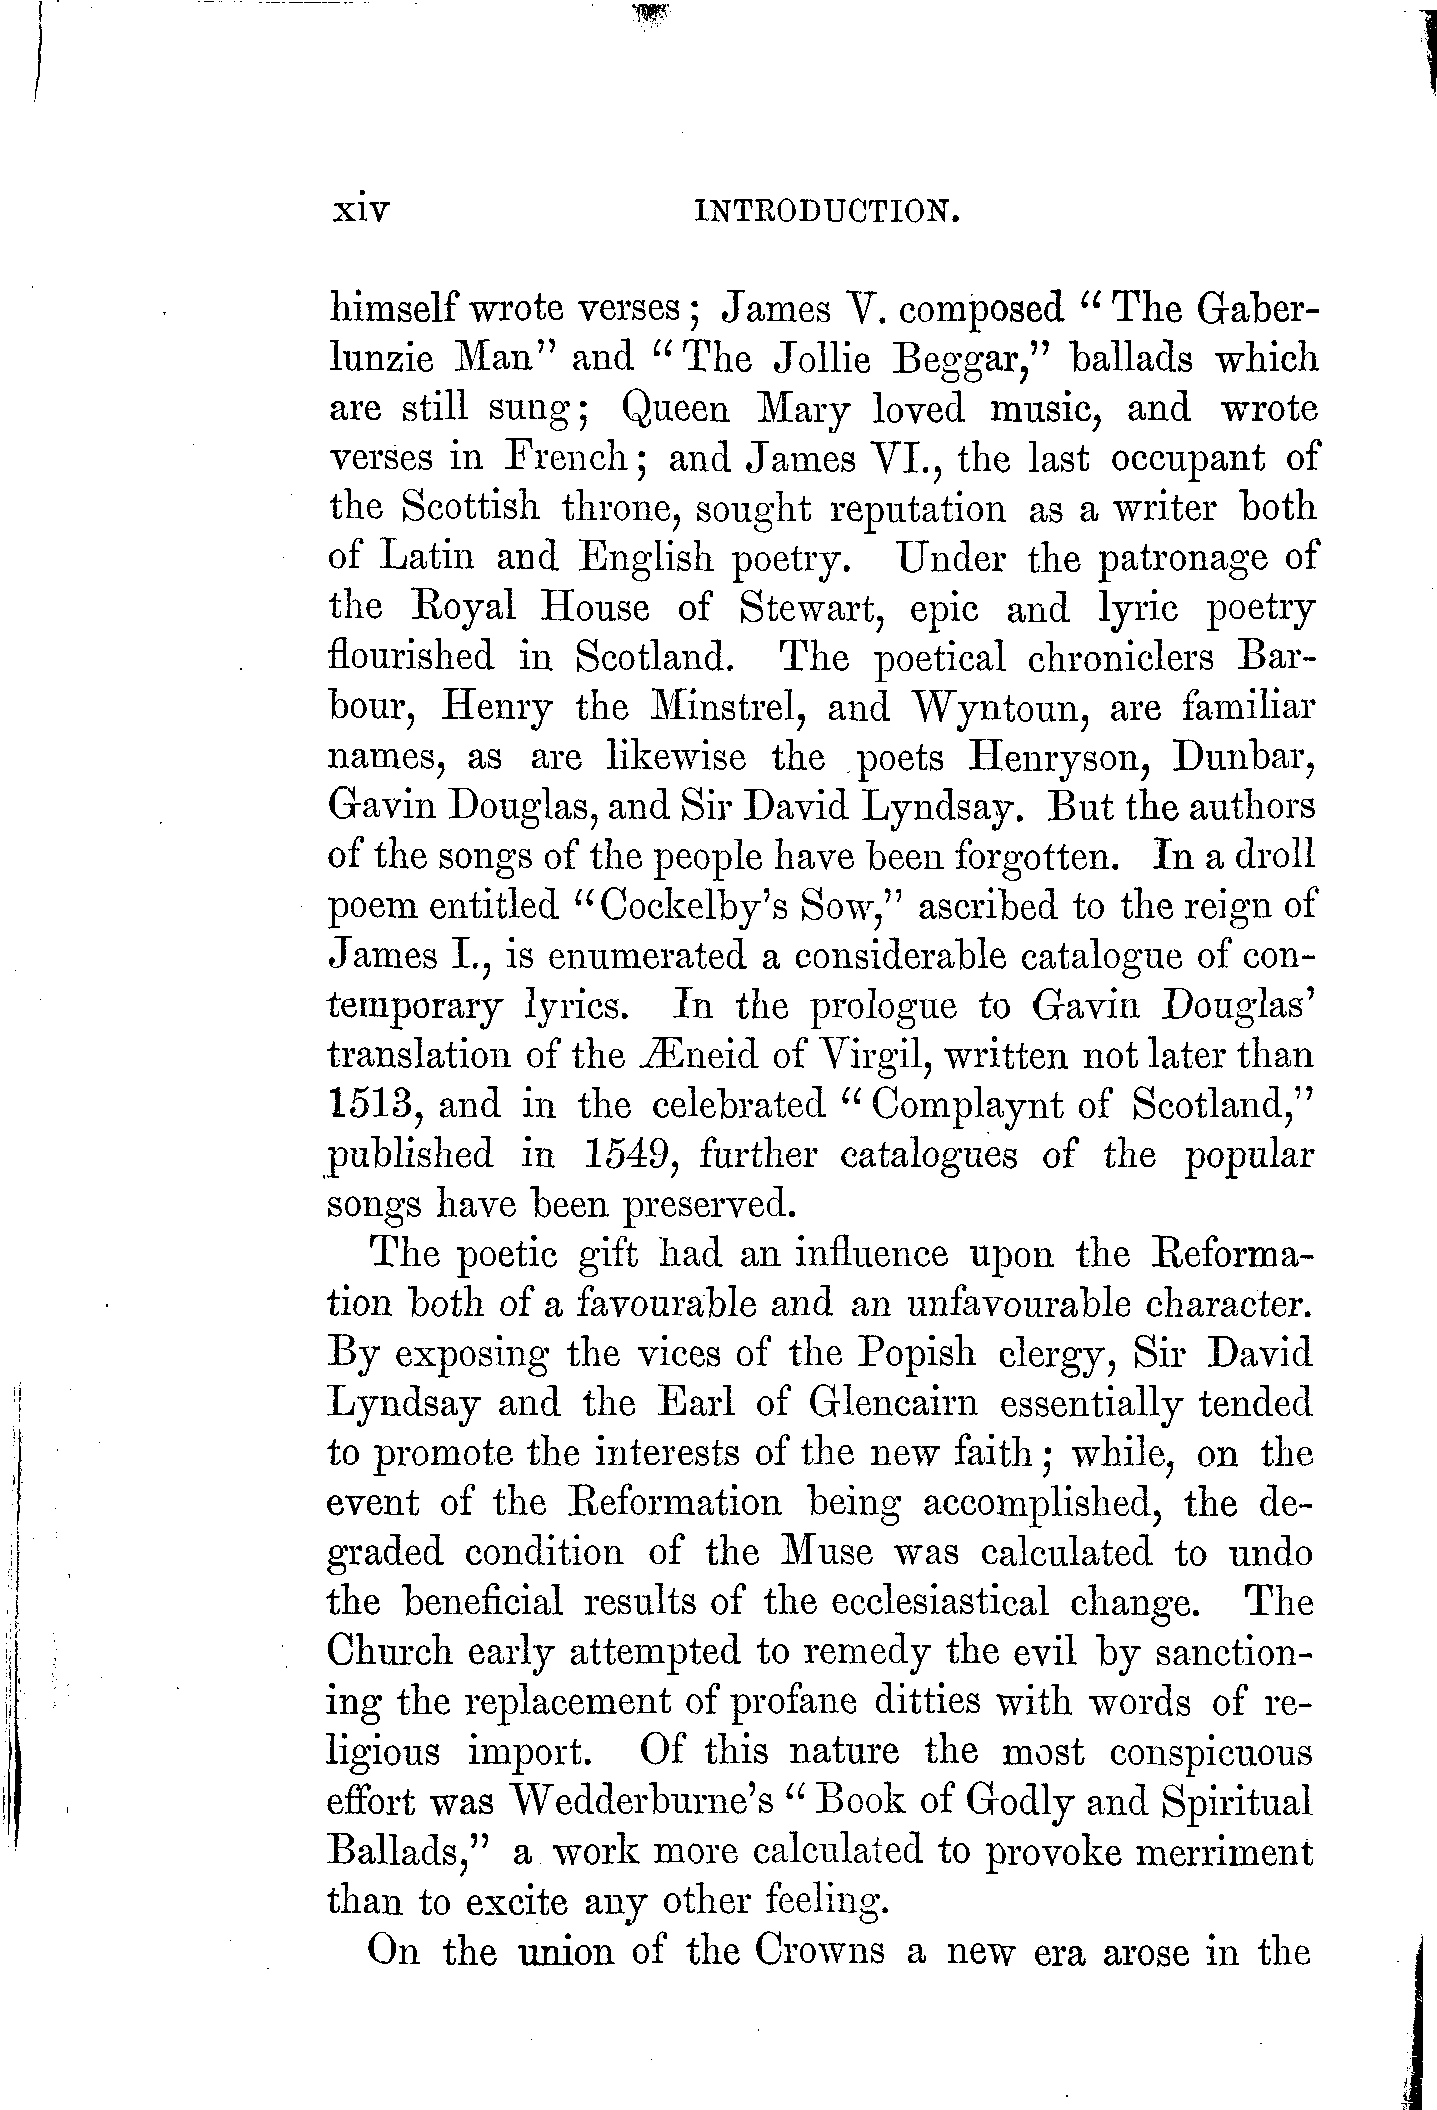 xiv INTRODUCTION.
himself wrote verses; James V. composed “The Gaber-
lunzie Man” and “The Jollie Beggar,” ballads which
are still sung; Queen Mary loved music, and wrote
verses in French; and James VI., the last occupant of
the Scottish throne, sought reputation as a writer both
of Latin and English poetry. Under the patronage of
the Royal House of Stewart, epic and lyric poetry
flourished in Scotland. The poetical chroniclers Bar-
bour, Henry the Minstrel, and Wyntoun, are familiar
names, as are likewise the poets Henryson, Dunbar,
Gavin Douglas, and Sir David Lyndsay. But the authors
of the songs of the people have been forgotten. In a droll
poem entitled “Cockelby’s Sow,” ascribed to the reign of
James I., is enumerated a considerable catalogue of con-
temporary lyrics. In the prologue to Gavin Douglas’
translation of the Æneid of Virgil, written not later than
1513, and in the celebrated “Complaynt of Scotland,”
published in 1549, further catalogues of the popular
songs have been preserved.
The poetic gift had an influence upon the Reforma-
tion both of a favourable and an unfavourable character.
By exposing the vices of the Popish clergy, Sir David
Lyndsay and the Earl of Glencairn essentially tended
to promote the interests of the new faith; while, on the
event of the Reformation being accomplished, the de-
graded condition of the Muse was calculated to undo
the beneficial results of the ecclesiastical change. The
Church early attempted to remedy the evil by sanction-
ing the replacement of profane ditties with words of re-
ligious import. Of this nature the most conspicuous
effort was Wedderburne’s “Book of Godly and Spiritual
Ballads,” a work more calculated to provoke merriment
than to excite any other feeling.
On the union of the Crowns a new era arose in the